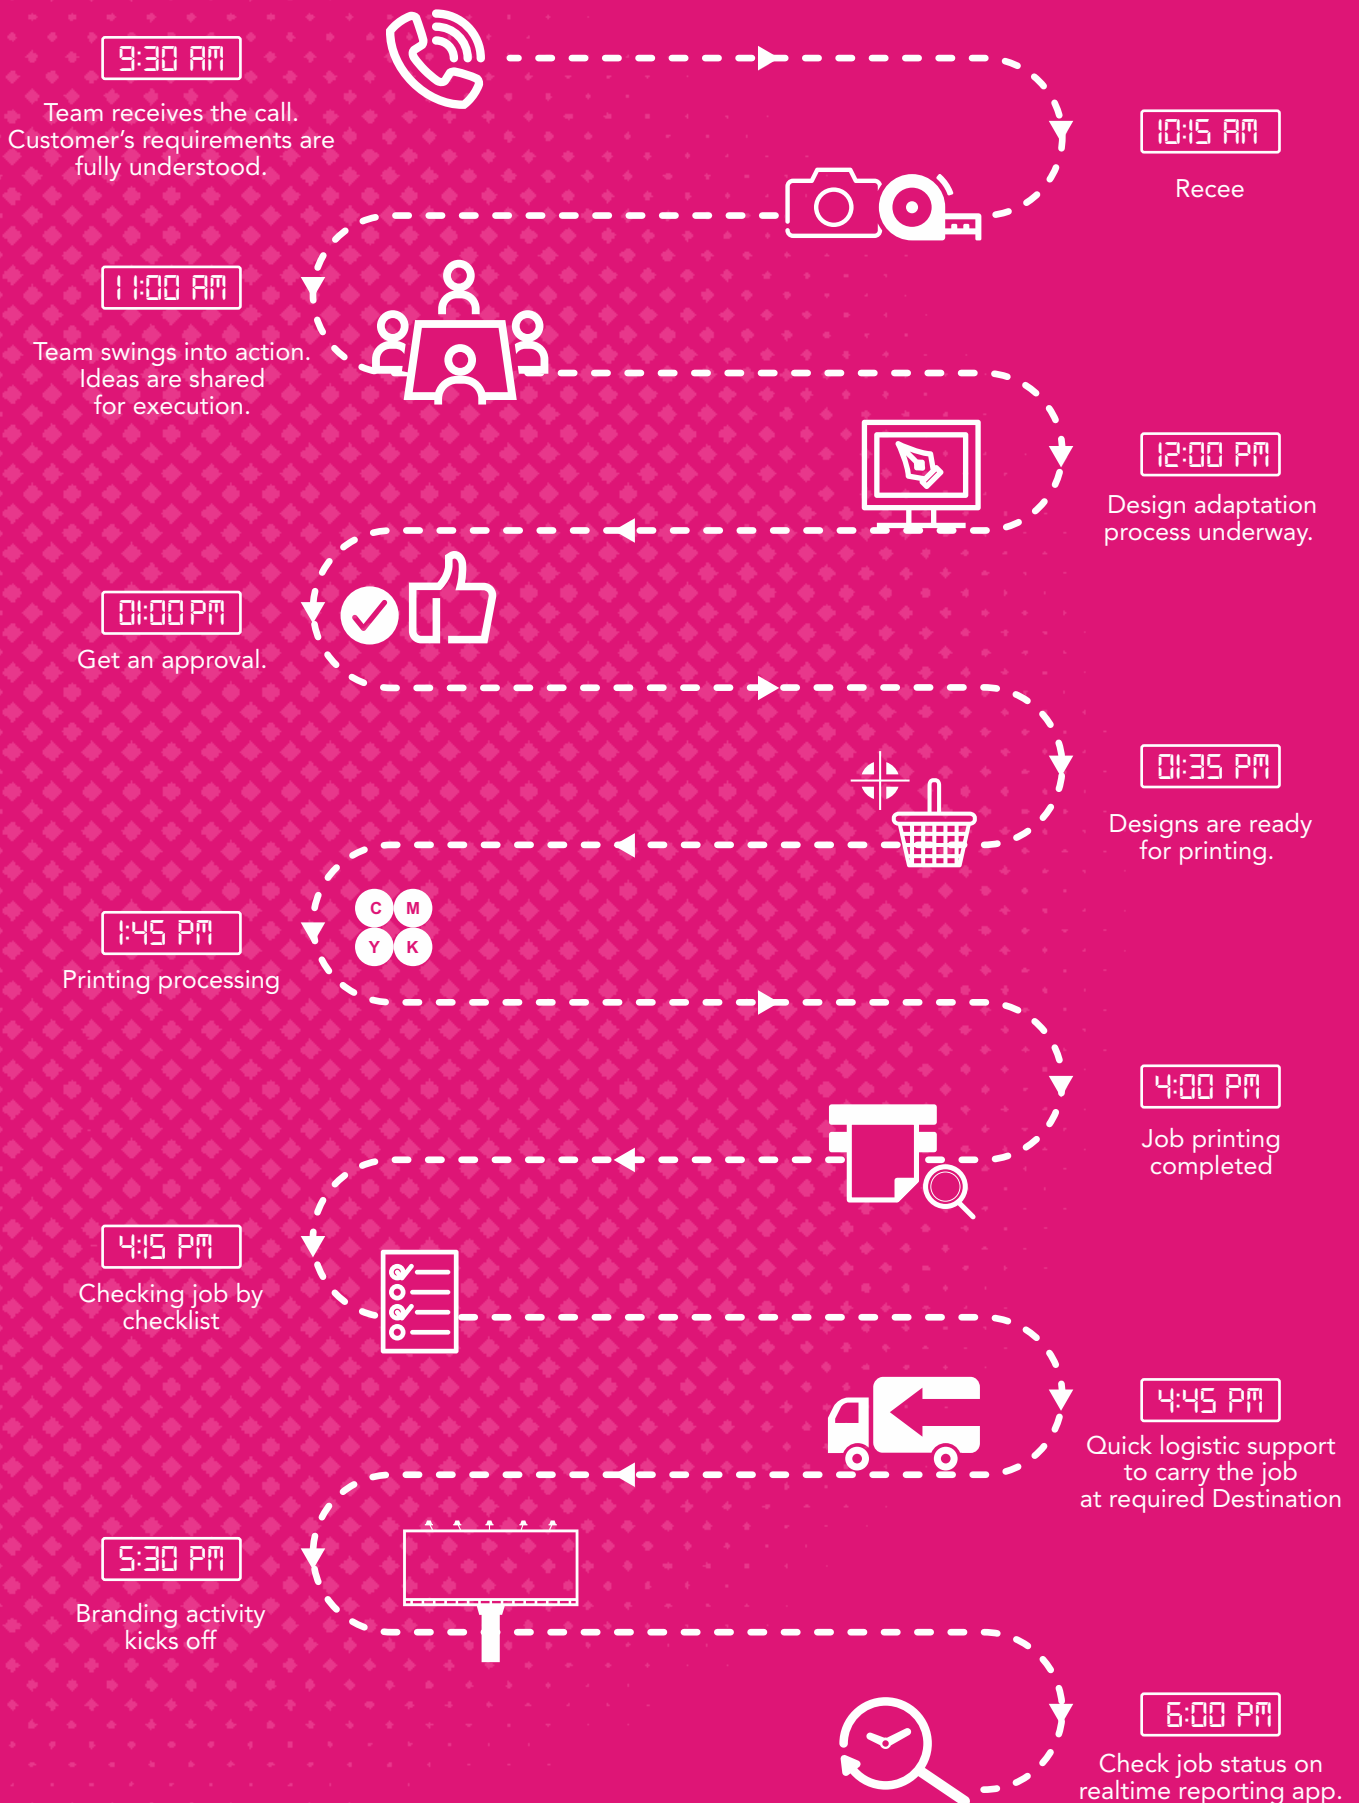 9:30 AM
Team receives the call.
Customer’s requirements are
fully understood.
10:15 AM
Recee
11:00 AM
Team swings into action.
Ideas are shared
for execution.
12:00 PM
Design adaptation
process underway.
01:00 PM
Get an approval.
01:35 PM
Designs are ready
for printing.
1:45 PM
Printing processing
C M
Y K
4:00 PM
Job printing
completed
4:15 PM
Checking job by
checklist
4:45 PM
Quick logistic support
to carry the job
at required Destination
5:30 PM
Branding activity
kicks off
6:00 PM
Check job status on
realtime reporting app.